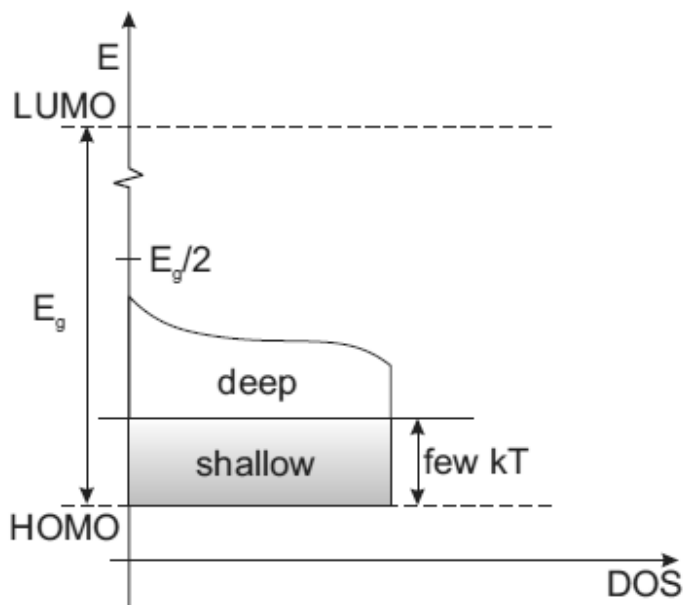 E
LUMO
E_g/2
E_g
deep
shallow
few kT
HOMO
DOS